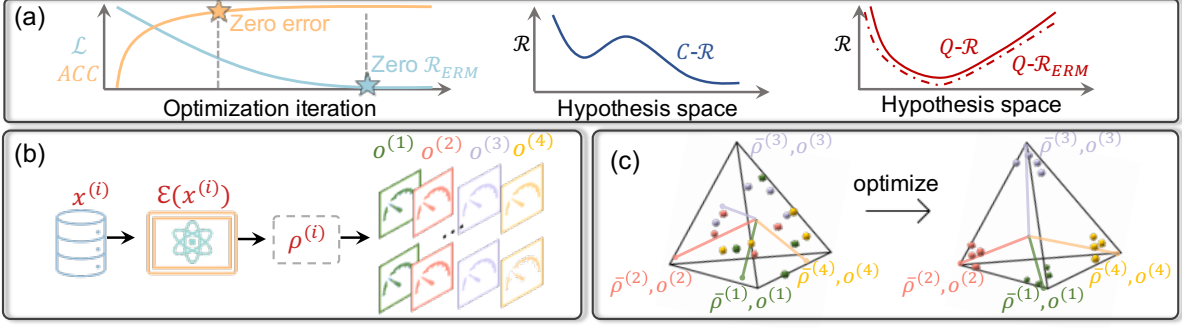 (a)
ℒ
ACC
Zero error
Zero ℛ_ERM
Optimization iteration
ℛ
C-ℛ
Hypothesis space
ℛ
Q-ℛ
Q-ℛ_ERM
Hypothesis space
(b)
x^(i)
ℰ(x^(i))
ρ^(i)
o^(1) o^(2) o^(3) o^(4)
...
(c)
ρ̄^(3), o^(3)
ρ̄^(2), o^(2)
ρ̄^(1), o^(1)
ρ̄^(4), o^(4)
optimize
ρ̄^(3), o^(3)
ρ̄^(2), o^(2)
ρ̄^(1), o^(1)
ρ̄^(4), o^(4)